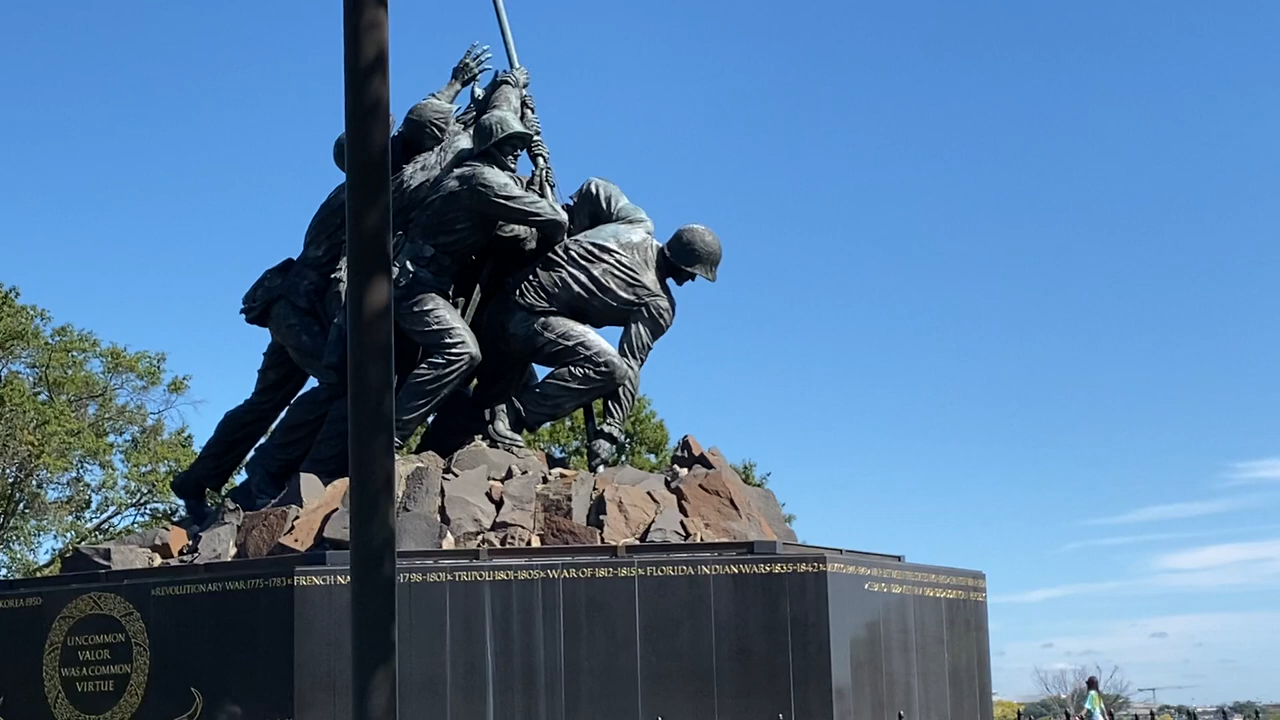 KOREA 1950
REVOLUTIONARY WAR 1775-1783 ★ FRENCH NA 1798-1801 ★ TRIPOLI 1801-1805 ★ WAR OF 1812-1815 ★ FLORIDA INDIAN WARS 1835-1842 ★
UNCOMMON
VALOR
WAS A COMMON
VIRTUE